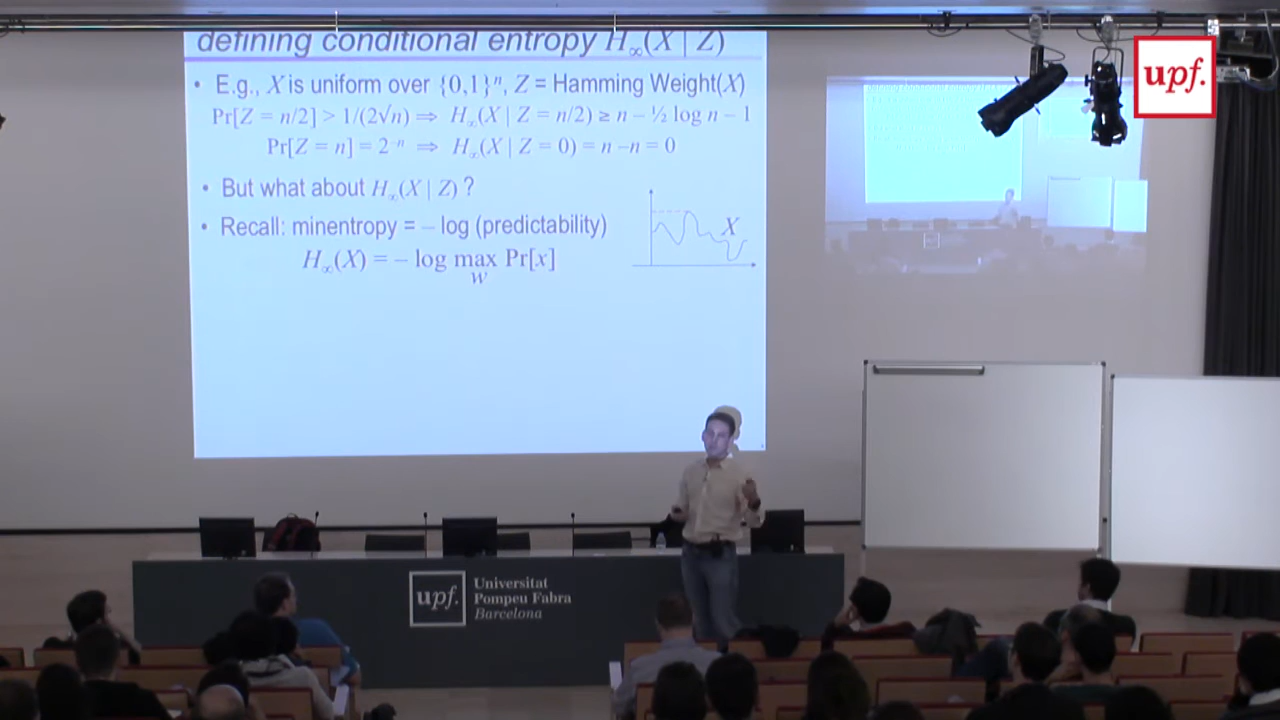 defining conditional entropy H∞(X | Z)
• E.g., X is uniform over {0,1}ⁿ, Z = Hamming Weight(X)
Pr[Z = n/2] > 1/(2√n) ⇒ H∞(X | Z = n/2) ≥ n – ½ log n – 1
Pr[Z = n] = 2⁻ⁿ ⇒ H∞(X | Z = 0) = n –n = 0
• But what about H∞(X | Z) ?
• Recall: minentropy = – log (predictability)
H∞(X) = – log max Pr[x]
W
X
upf.
upf.
Universitat
Pompeu Fabra
Barcelona